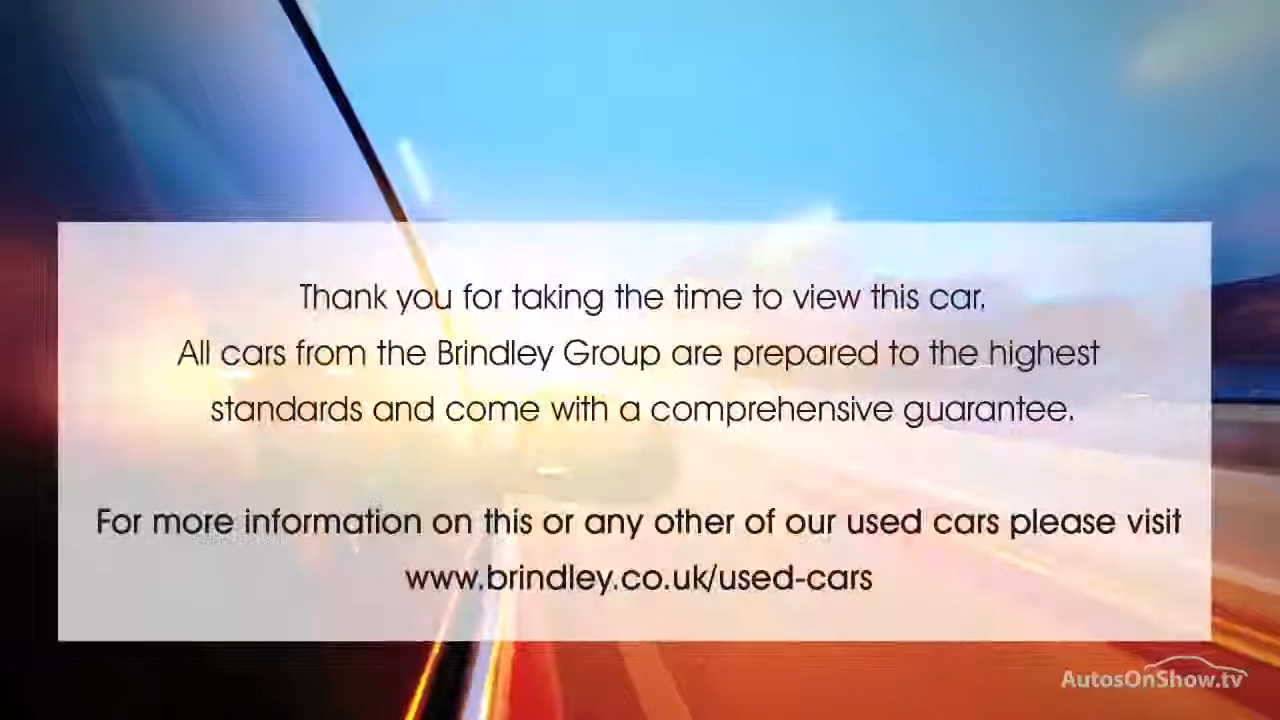 Thank you for taking the time to view this car.
All cars from the Brindley Group are prepared to the highest
standards and come with a comprehensive guarantee.
For more information on this or any other of our used cars please visit
www.brindley.co.uk/used-cars
AutosOnShow.tv